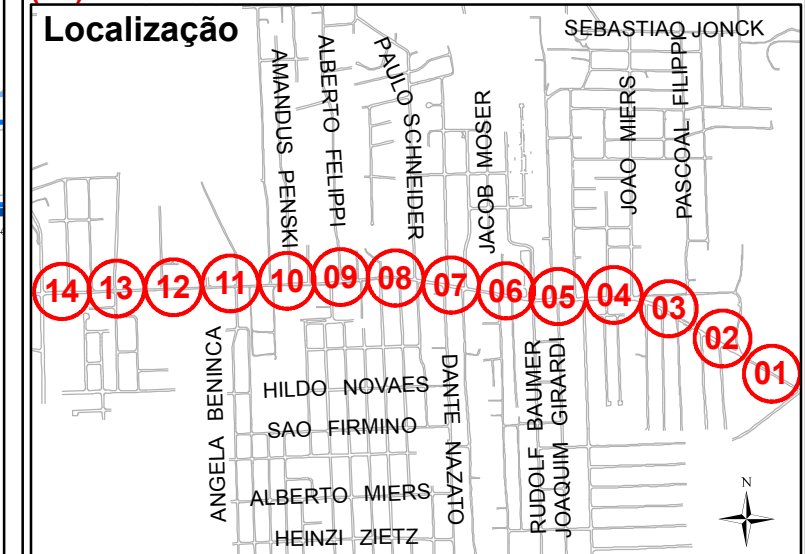 Localização
SEBASTIAO JONCK
AMANDUS PENSKI
ALBERTO FELIPPI
PAULO SCHNEIDER
JACOB MOSER
JOAO MIERS
PASCOAL FILIPPI
14 13 12 11 10 09 08 07 06 05 04 03 02 01
ANGELA BENINCA
HILDO NOVAES
SAO FIRMINO
ALBERTO MIERS
HEINZI ZIETZ
DANTE NAZATO
RUDOLF BAUMER
JOAQUIM GIRARDI
N